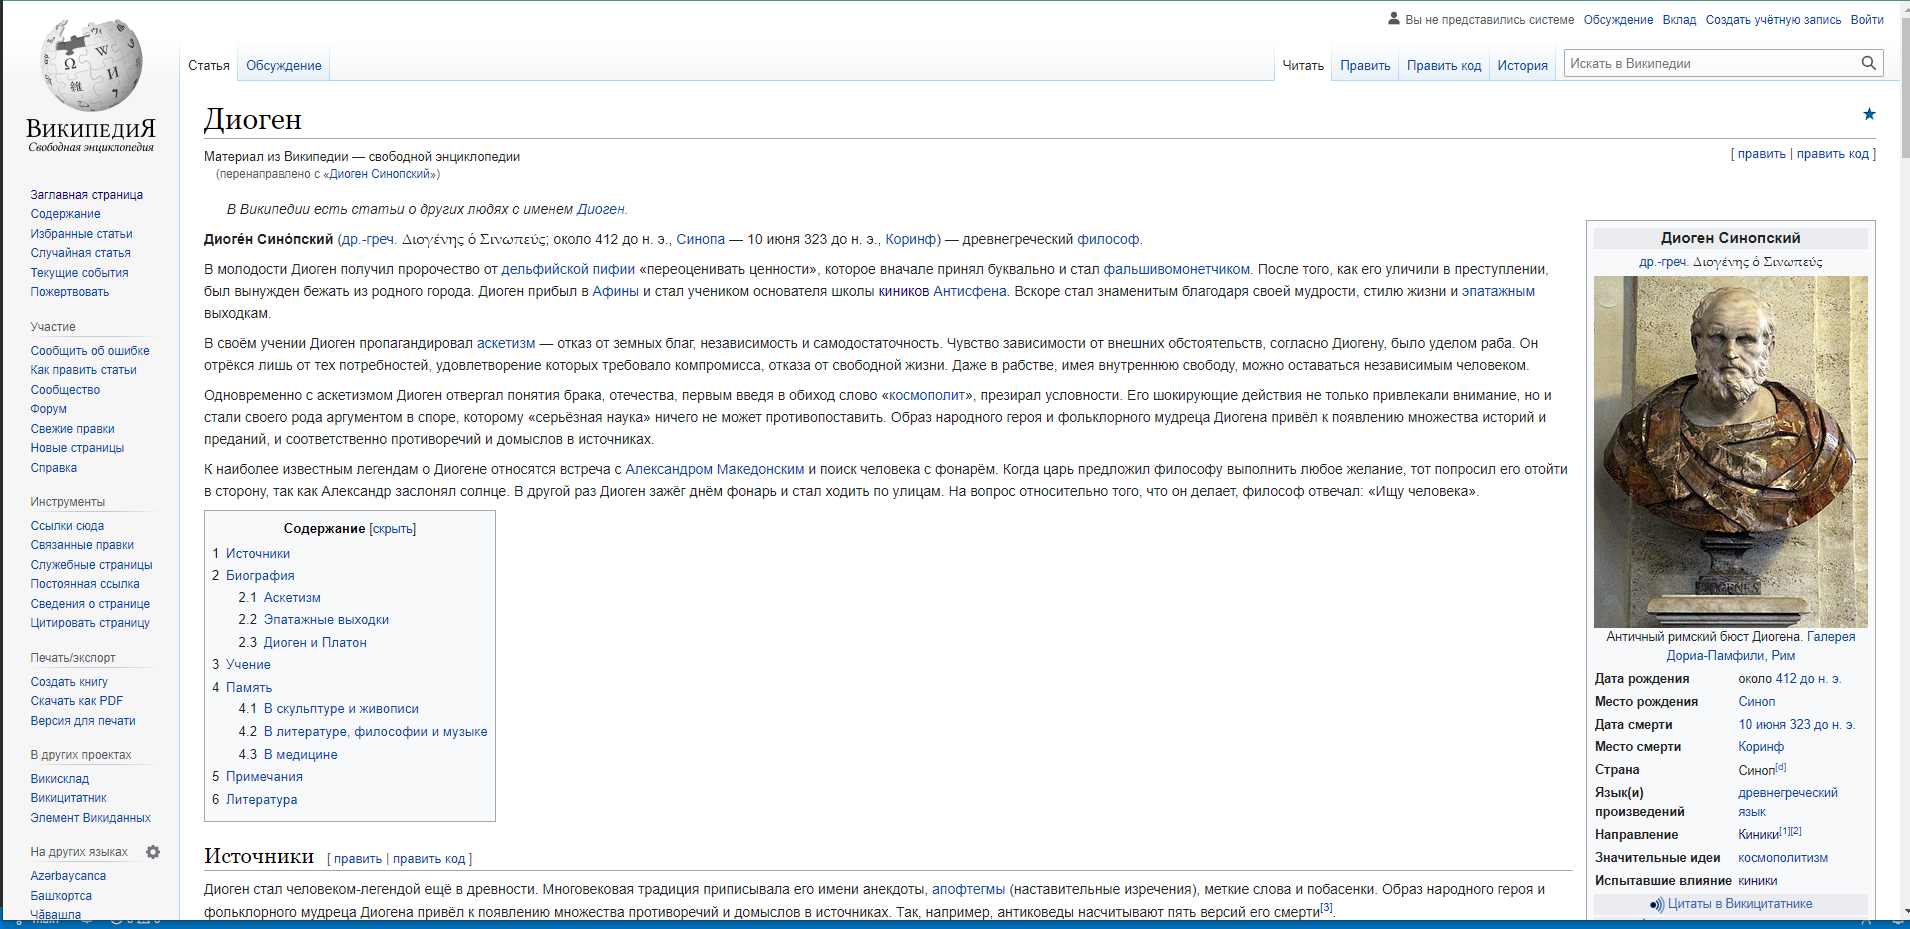 Вы не представились системе Обсуждение Вклад Создать учётную запись Войти
Статья Обсуждение Читать Править Править код История Искать в Википедии
ВикипедиЯ
Свободная энциклопедия
Заглавная страница
Содержание
Избранные статьи
Случайная статья
Текущие события
Пожертвовать
Участие
Сообщить об ошибке
Как править статьи
Сообщество
Форум
Свежие правки
Новые страницы
Справка
Инструменты
Ссылки сюда
Связанные правки
Служебные страницы
Постоянная ссылка
Сведения о странице
Цитировать страницу
Печать/экспорт
Создать книгу
Скачать как PDF
Версия для печати
В других проектах
Викисклад
Викицитатник
Элемент Викиданных
На других языках
Azərbaycanca
Башҡортса
Чӑвашла
Диоген
Материал из Википедии — свободной энциклопедии [ править | править код ]
(перенаправлено с «Диоген Синопский»)
В Википедии есть статьи о других людях с именем Диоген.
Диоге́н Сино́пский (др.-греч. Διογένης ὁ Σινωπεύς; около 412 до н. э., Синопа — 10 июня 323 до н. э., Коринф) — древнегреческий философ.
В молодости Диоген получил пророчество от дельфийской пифии «переоценивать ценности», которое вначале принял буквально и стал фальшивомонетчиком. После того, как его уличили в преступлении,
был вынужден бежать из родного города. Диоген прибыл в Афины и стал учеником основателя школы киников Антисфена. Вскоре стал знаменитым благодаря своей мудрости, стилю жизни и эпатажным
выходкам.
В своём учении Диоген пропагандировал аскетизм — отказ от земных благ, независимость и самодостаточность. Чувство зависимости от внешних обстоятельств, согласно Диогену, было уделом раба. Он
отрёкся лишь от тех потребностей, удовлетворение которых требовало компромисса, отказа от свободной жизни. Даже в рабстве, имея внутреннюю свободу, можно оставаться независимым человеком.
Одновременно с аскетизмом Диоген отвергал понятия брака, отечества, первым введя в обиход слово «космополит», презирал условности. Его шокирующие действия не только привлекали внимание, но и
стали своего рода аргументом в споре, которому «серьёзная наука» ничего не может противопоставить. Образ народного героя и фольклорного мудреца Диогена привёл к появлению множества историй и
преданий, и соответственно противоречий и домыслов в источниках.
К наиболее известным легендам о Диогене относятся встреча с Александром Македонским и поиск человека с фонарём. Когда царь предложил философу выполнить любое желание, тот попросил его отойти
в сторону, так как Александр заслонял солнце. В другой раз Диоген зажёг днём фонарь и стал ходить по улицам. На вопрос относительно того, что он делает, философ отвечал: «Ищу человека».
Содержание [скрыть]
1 Источники
2 Биография
2.1 Аскетизм
2.2 Эпатажные выходки
2.3 Диоген и Платон
3 Учение
4 Память
4.1 В скульптуре и живописи
4.2 В литературе, философии и музыке
4.3 В медицине
5 Примечания
6 Литература
Источники [ править | править код ]
Диоген стал человеком-легендой ещё в древности. Многовековая традиция приписывала его имени анекдоты, апофтегмы (наставительные изречения), меткие слова и побасенки. Образ народного героя и
фольклорного мудреца Диогена привёл к появлению множества противоречий и домыслов в источниках. Так, например, антиковеды насчитывают пять версий его смерти[3].
Диоген Синопский
др.-греч. Διογένης ὁ Σινωπεύς
Античный римский бюст Диогена. Галерея
Дориа-Памфили, Рим
Дата рождения около 412 до н. э.
Место рождения Синоп
Дата смерти 10 июня 323 до н. э.
Место смерти Коринф
Страна Синоп[d]
Язык(и) древнегреческий
произведений язык
Направление Киники[1][2]
Значительные идеи космополитизм
Испытавшие влияние киники
Цитаты в Викицитатнике